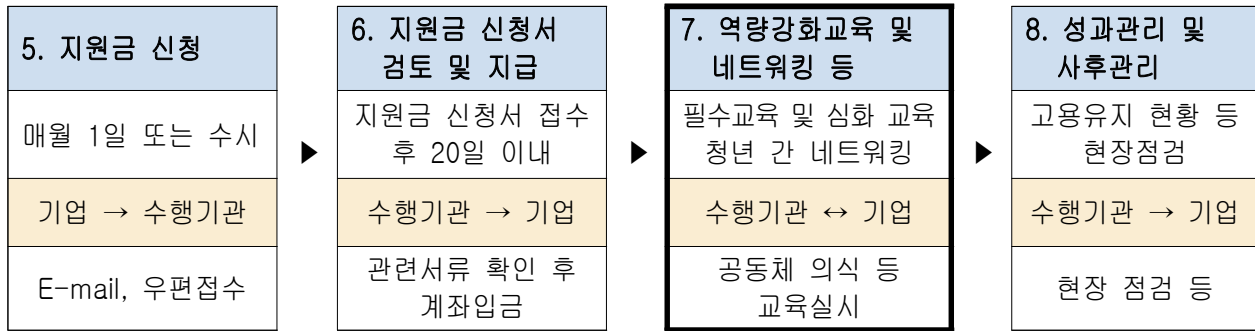 5. 지원금 신청
매월 1일 또는 수시
기업 → 수행기관
E-mail, 우편접수
▶
6. 지원금 신청서
검토 및 지급
지원금 신청서 접수
후 20일 이내
수행기관 → 기업
관련서류 확인 후
계좌입금
▶
7. 역량강화교육 및
네트워킹 등
필수교육 및 심화 교육
청년 간 네트워킹
수행기관 ↔ 기업
공동체 의식 등
교육실시
▶
8. 성과관리 및
사후관리
고용유지 현황 등
현장점검
수행기관 → 기업
현장 점검 등